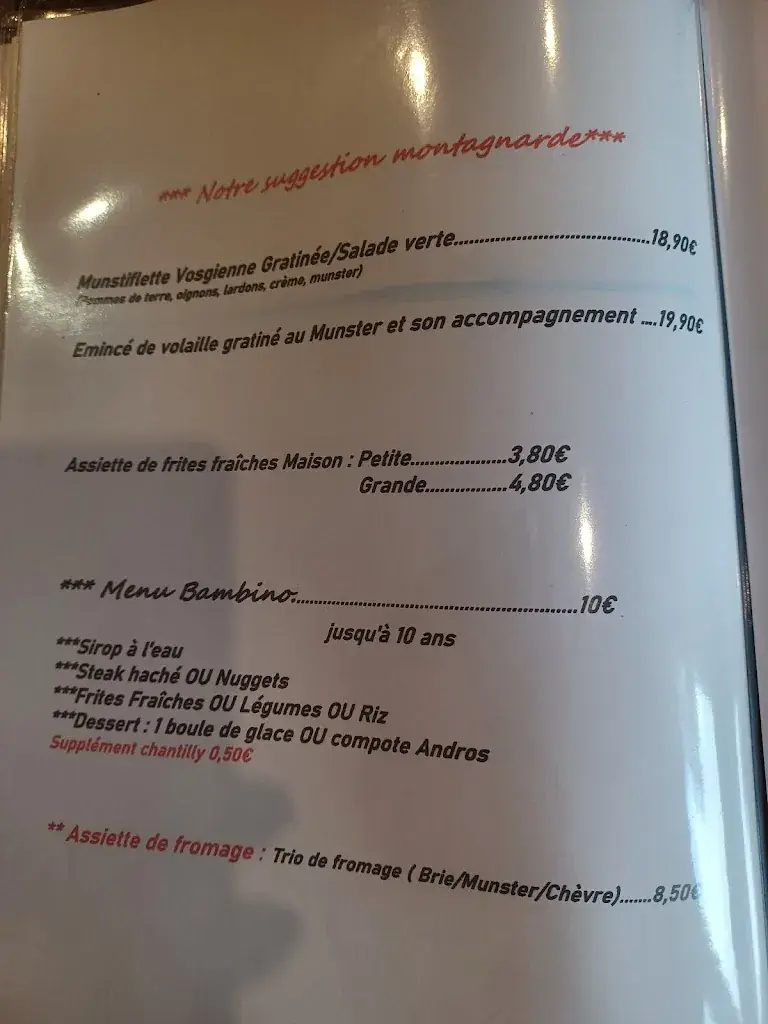 *** Notre suggestion montagnarde***
Munstiflette Vosgienne Gratinée/Salade verte..................................18,90€
(Pommes de terre, oignons, lardons, crème, munster)
Emincé de volaille gratiné au Munster et son accompagnement ....19,90€
Assiette de frites fraîches Maison : Petite...................3,80€
Grande................4,80€
*** Menu Bambino:.........................................................10€
jusqu'à 10 ans
***Sirop à l'eau
***Steak haché OU Nuggets
***Frites Fraîches OU Légumes OU Riz
***Dessert : 1 boule de glace OU compote Andros
Supplément chantilly 0,50€
** Assiette de fromage : Trio de fromage ( Brie/Munster/Chèvre).......8,50€